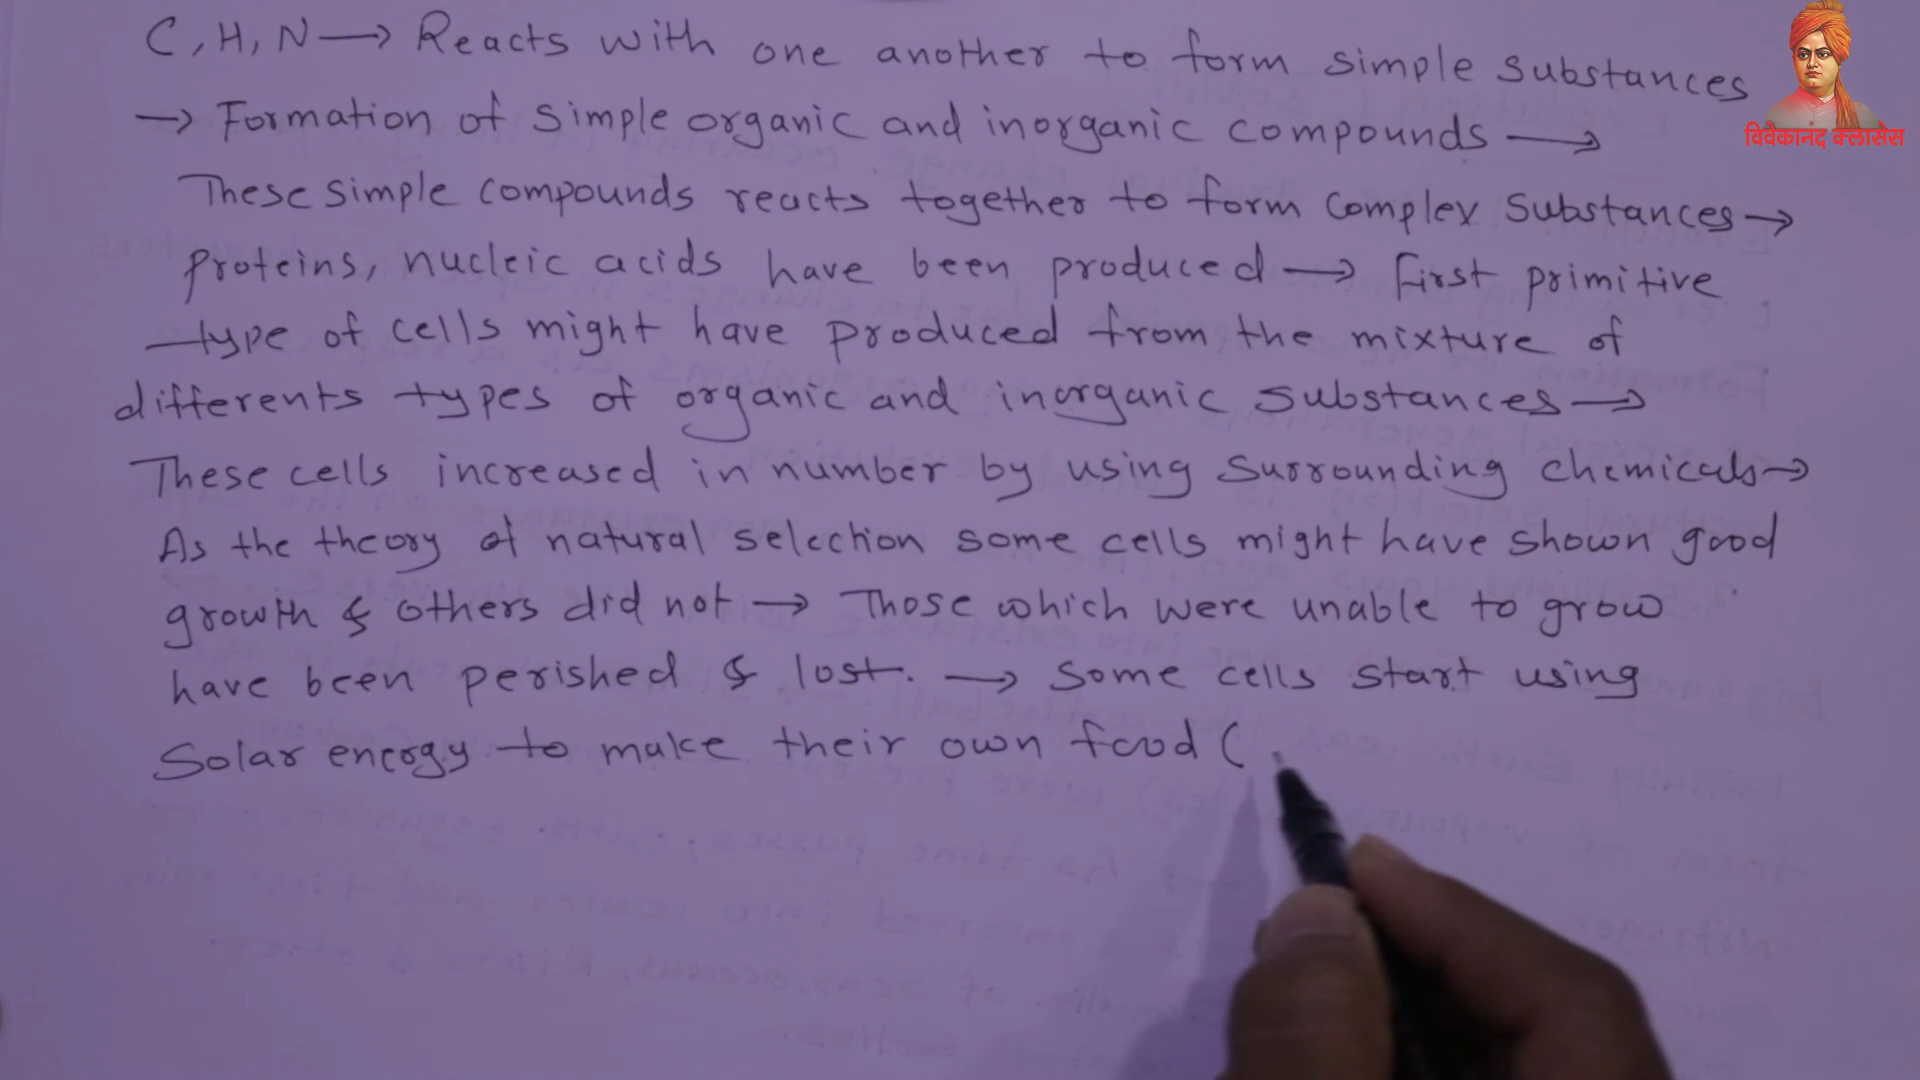 C, H, N → Reacts with one another to form simple substances
→ Formation of simple organic and inorganic compounds →
These simple compounds reacts together to form complex substances →
proteins, nucleic acids have been produced → first primitive
type of cells might have produced from the mixture of
differents types of organic and inorganic substances →
These cells increased in number by using surrounding chemicals →
As the theory of natural selection some cells might have shown good
growth & others did not → Those which were unable to grow
have been perished & lost. → some cells start using
Solar energy to make their own food (
विवेकानंद क्लासेस